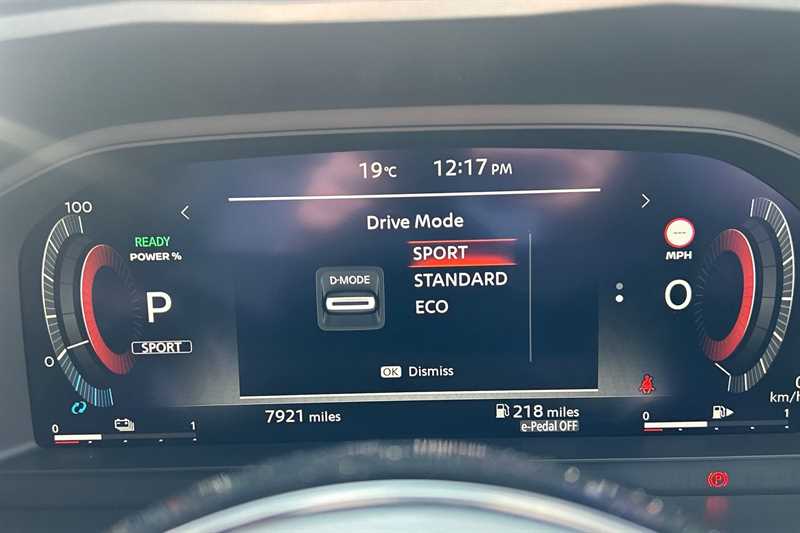 19°C 12:17 PM
100
Drive Mode
READY
POWER %
SPORT
MPH
D-MODE
STANDARD
P
ECO
0
SPORT
0
OK Dismiss
0
km/h
7921 miles
218 miles
e-Pedal OFF
0 1
0 1
P